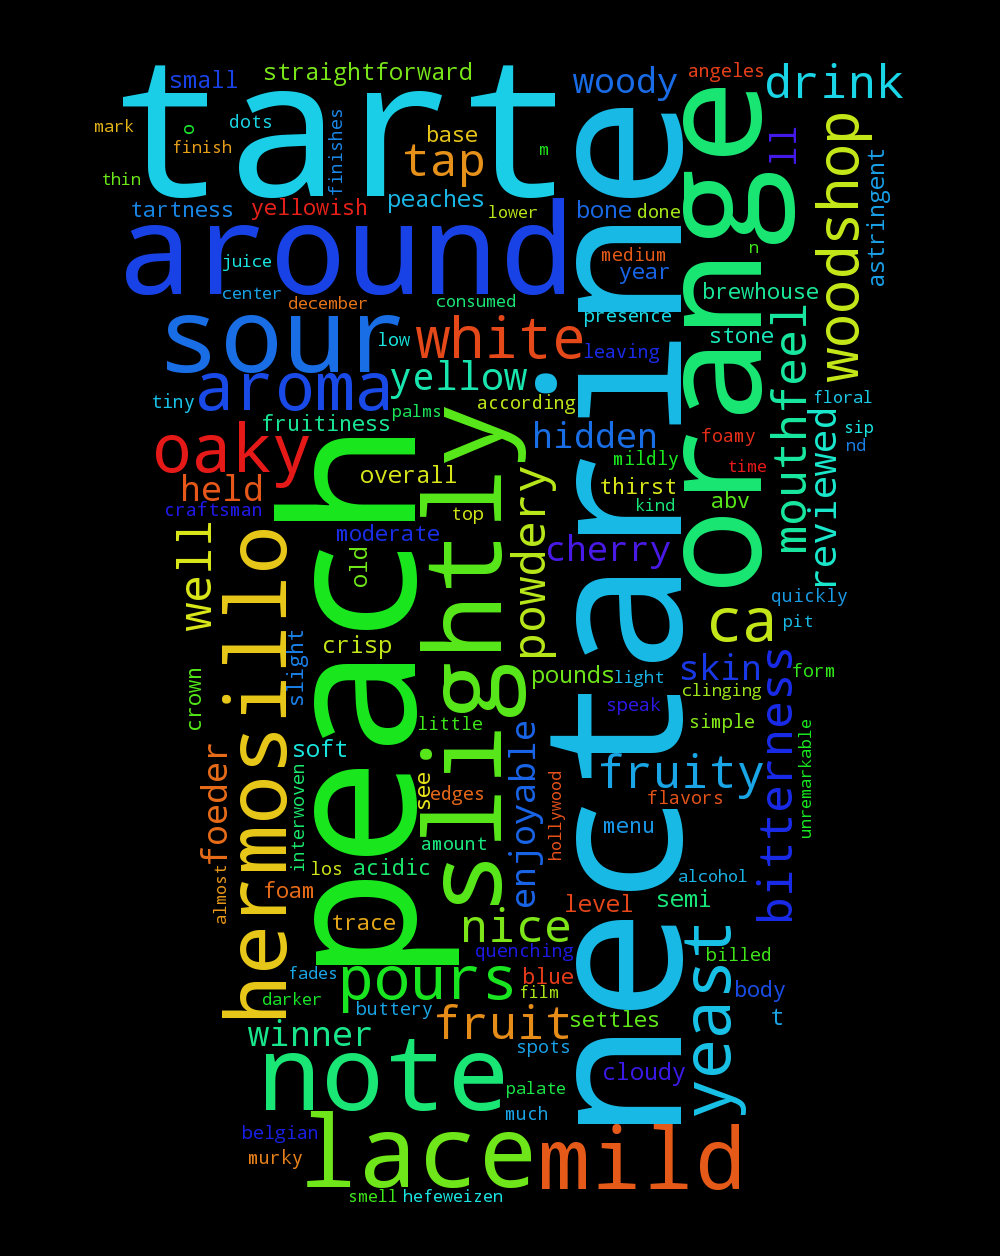 tart
straightforward
small
woody
angeles
drink
mark
o
dots
finish
finishes
base
tap
m
ll
woodshop
astringent
thin
peaches
tartness
yellowish
lower
bone
done
nectarine
orange
around
juice
center
december
consumed
medium
year
n
brewhouse
presence
stone
sour
low
white
leaving
mouthfeel
aroma
yellow
tiny
palms
according
floral
fruitiness
hidden
foamy
sip
nd
reviewed
oaky
peach
slightly
overall
mildly
time
held
powdery
thirst
abv
craftsman
top
kind
well
hermosillo
moderate
old
cherry
quickly
slight
crisp
ca
pit
crown
pounds
light
skin
form
clinging
speak
bitterness
little
simple
soft
enjoyable
foeder
interwoven
see
edges
hollywood
fruity
flavors
unremarkable
menu
amount
almost
los
acidic
alcohol
foam
level
semi
trace
nice
yeast
quenching
billed
fades
pours
blue
body
darker
film
buttery
fruit
settles
t
winner
spots
note
cloudy
palate
much
belgian
lace
mild
murky
smell
hefeweizen